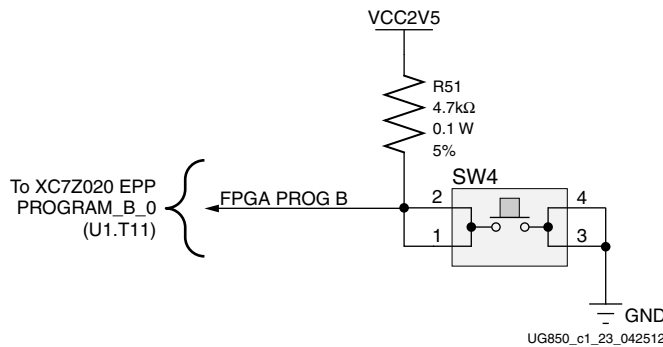 VCC2V5
R51
4.7kΩ
0.1 W
5%
To XC7Z020 EPP
PROGRAM_B_0
(U1.T11)
FPGA PROG B
SW4
2
4
1
3
GND
UG850_c1_23_042512